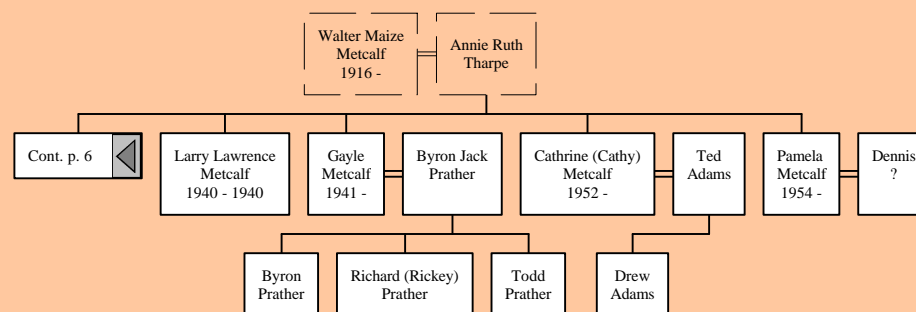 Walter Maize
Metcalf
1916 -
Annie Ruth
Tharpe
Cont. p. 6
Larry Lawrence
Metcalf
1940 - 1940
Gayle
Metcalf
1941 -
Byron Jack
Prather
Cathrine (Cathy)
Metcalf
1952 -
Ted
Adams
Pamela
Metcalf
1954 -
Dennis
?
Byron
Prather
Richard (Rickey)
Prather
Todd
Prather
Drew
Adams